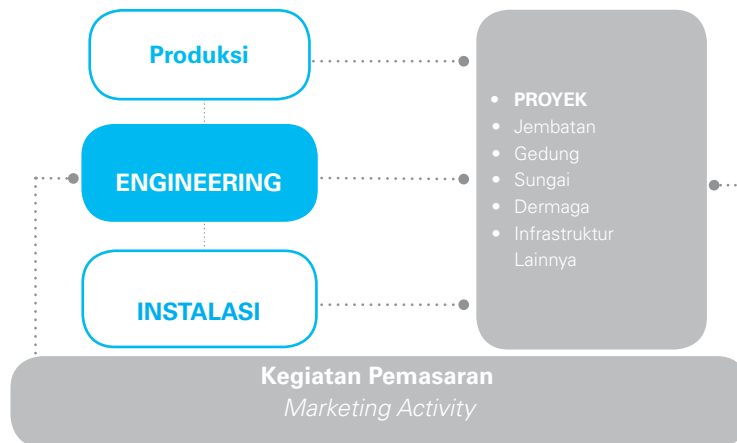 Produksi
ENGINEERING
INSTALASI
• PROYEK
• Jembatan
• Gedung
• Sungai
• Dermaga
• Infrastruktur
Lainnya
Kegiatan Pemasaran
Marketing Activity